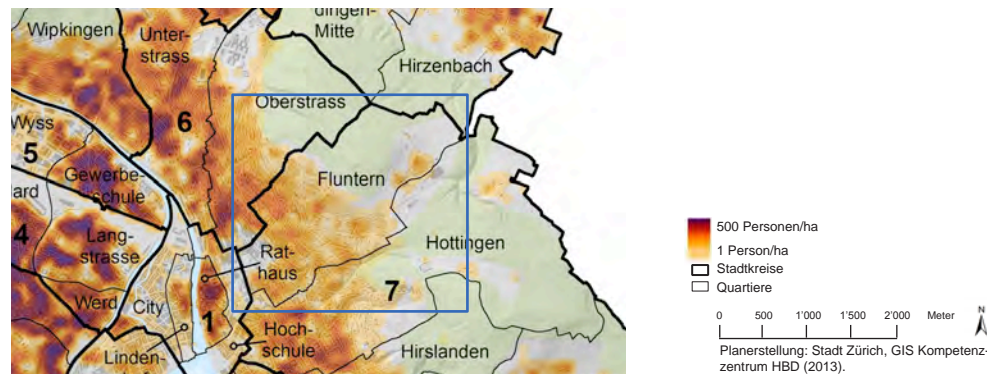 dingen-
Mitte
Wipkingen
Unter-
strass
Hirzenbach
Oberstrass
6
Wyss
5
Fluntern
Gewerbe-
schule
ard
4
Lang-
strasse
Hottingen
Rat-
haus
7
Werd
City
1
Hoch-
schule
Linden-
Hirslanden
500 Personen/ha
1 Person/ha
Stadtkreise
Quartiere
0 500 1'000 1'500 2'000 Meter
N
Planerstellung: Stadt Zürich, GIS Kompetenz-
zentrum HBD (2013).